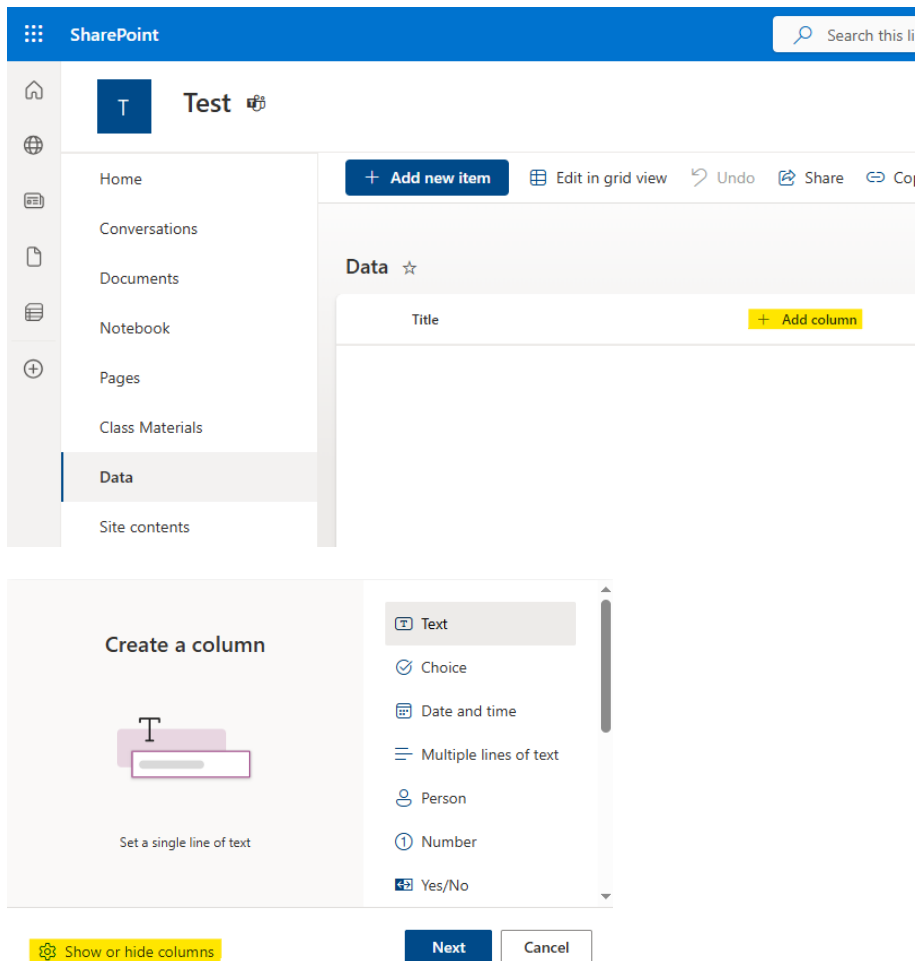 SharePoint
Search this li
T
Test
Home
Conversations
Documents
Notebook
Pages
Class Materials
Data
Site contents
+ Add new item
Edit in grid view
Undo
Share
Cop
Data
Title
+ Add column
Create a column
T
Set a single line of text
T Text
Choice
Date and time
Multiple lines of text
Person
1 Number
Yes/No
Show or hide columns
Next
Cancel